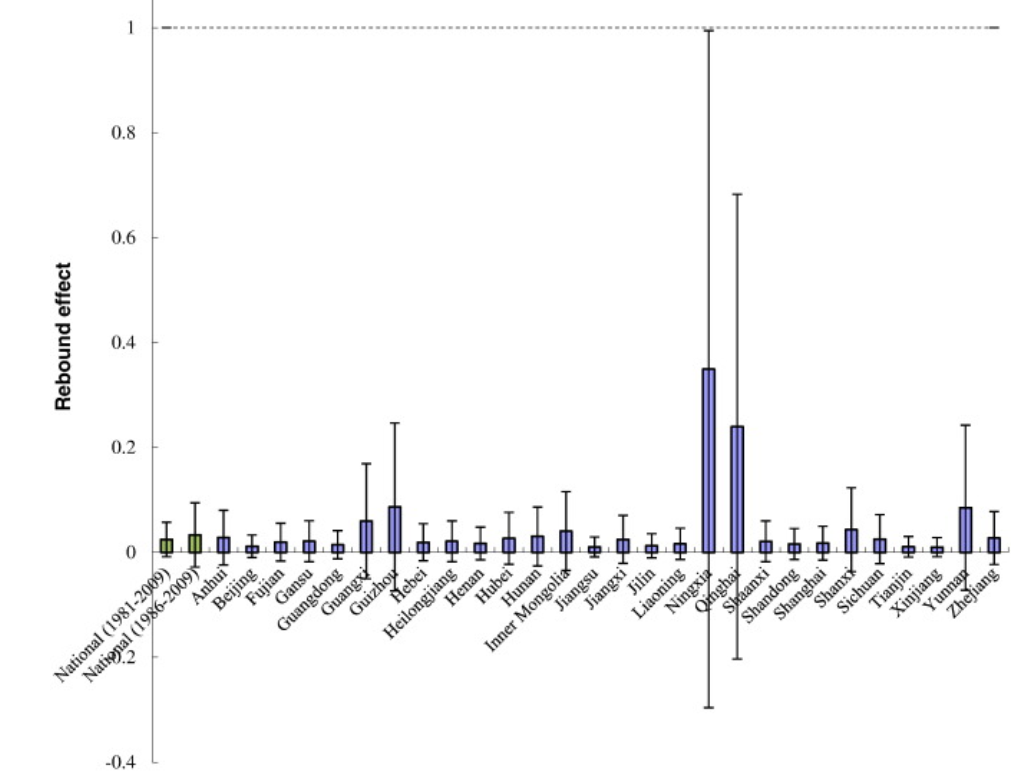 1
0.8
0.6
0.4
0.2
0
-0.2
-0.4
Rebound effect
National (1981-2009)
National (1986-2009)
Anhui
Beijing
Fujian
Gansu
Guangdong
Guangxi
Guizhou
Hebei
Heilongjiang
Henan
Hubei
Hunan
Inner Mongolia
Jiangsu
Jiangxi
Jilin
Liaoning
Ningxia
Qinghai
Shaanxi
Shandong
Shanghai
Shanxi
Sichuan
Tianjin
Xinjiang
Yunnan
Zhejiang